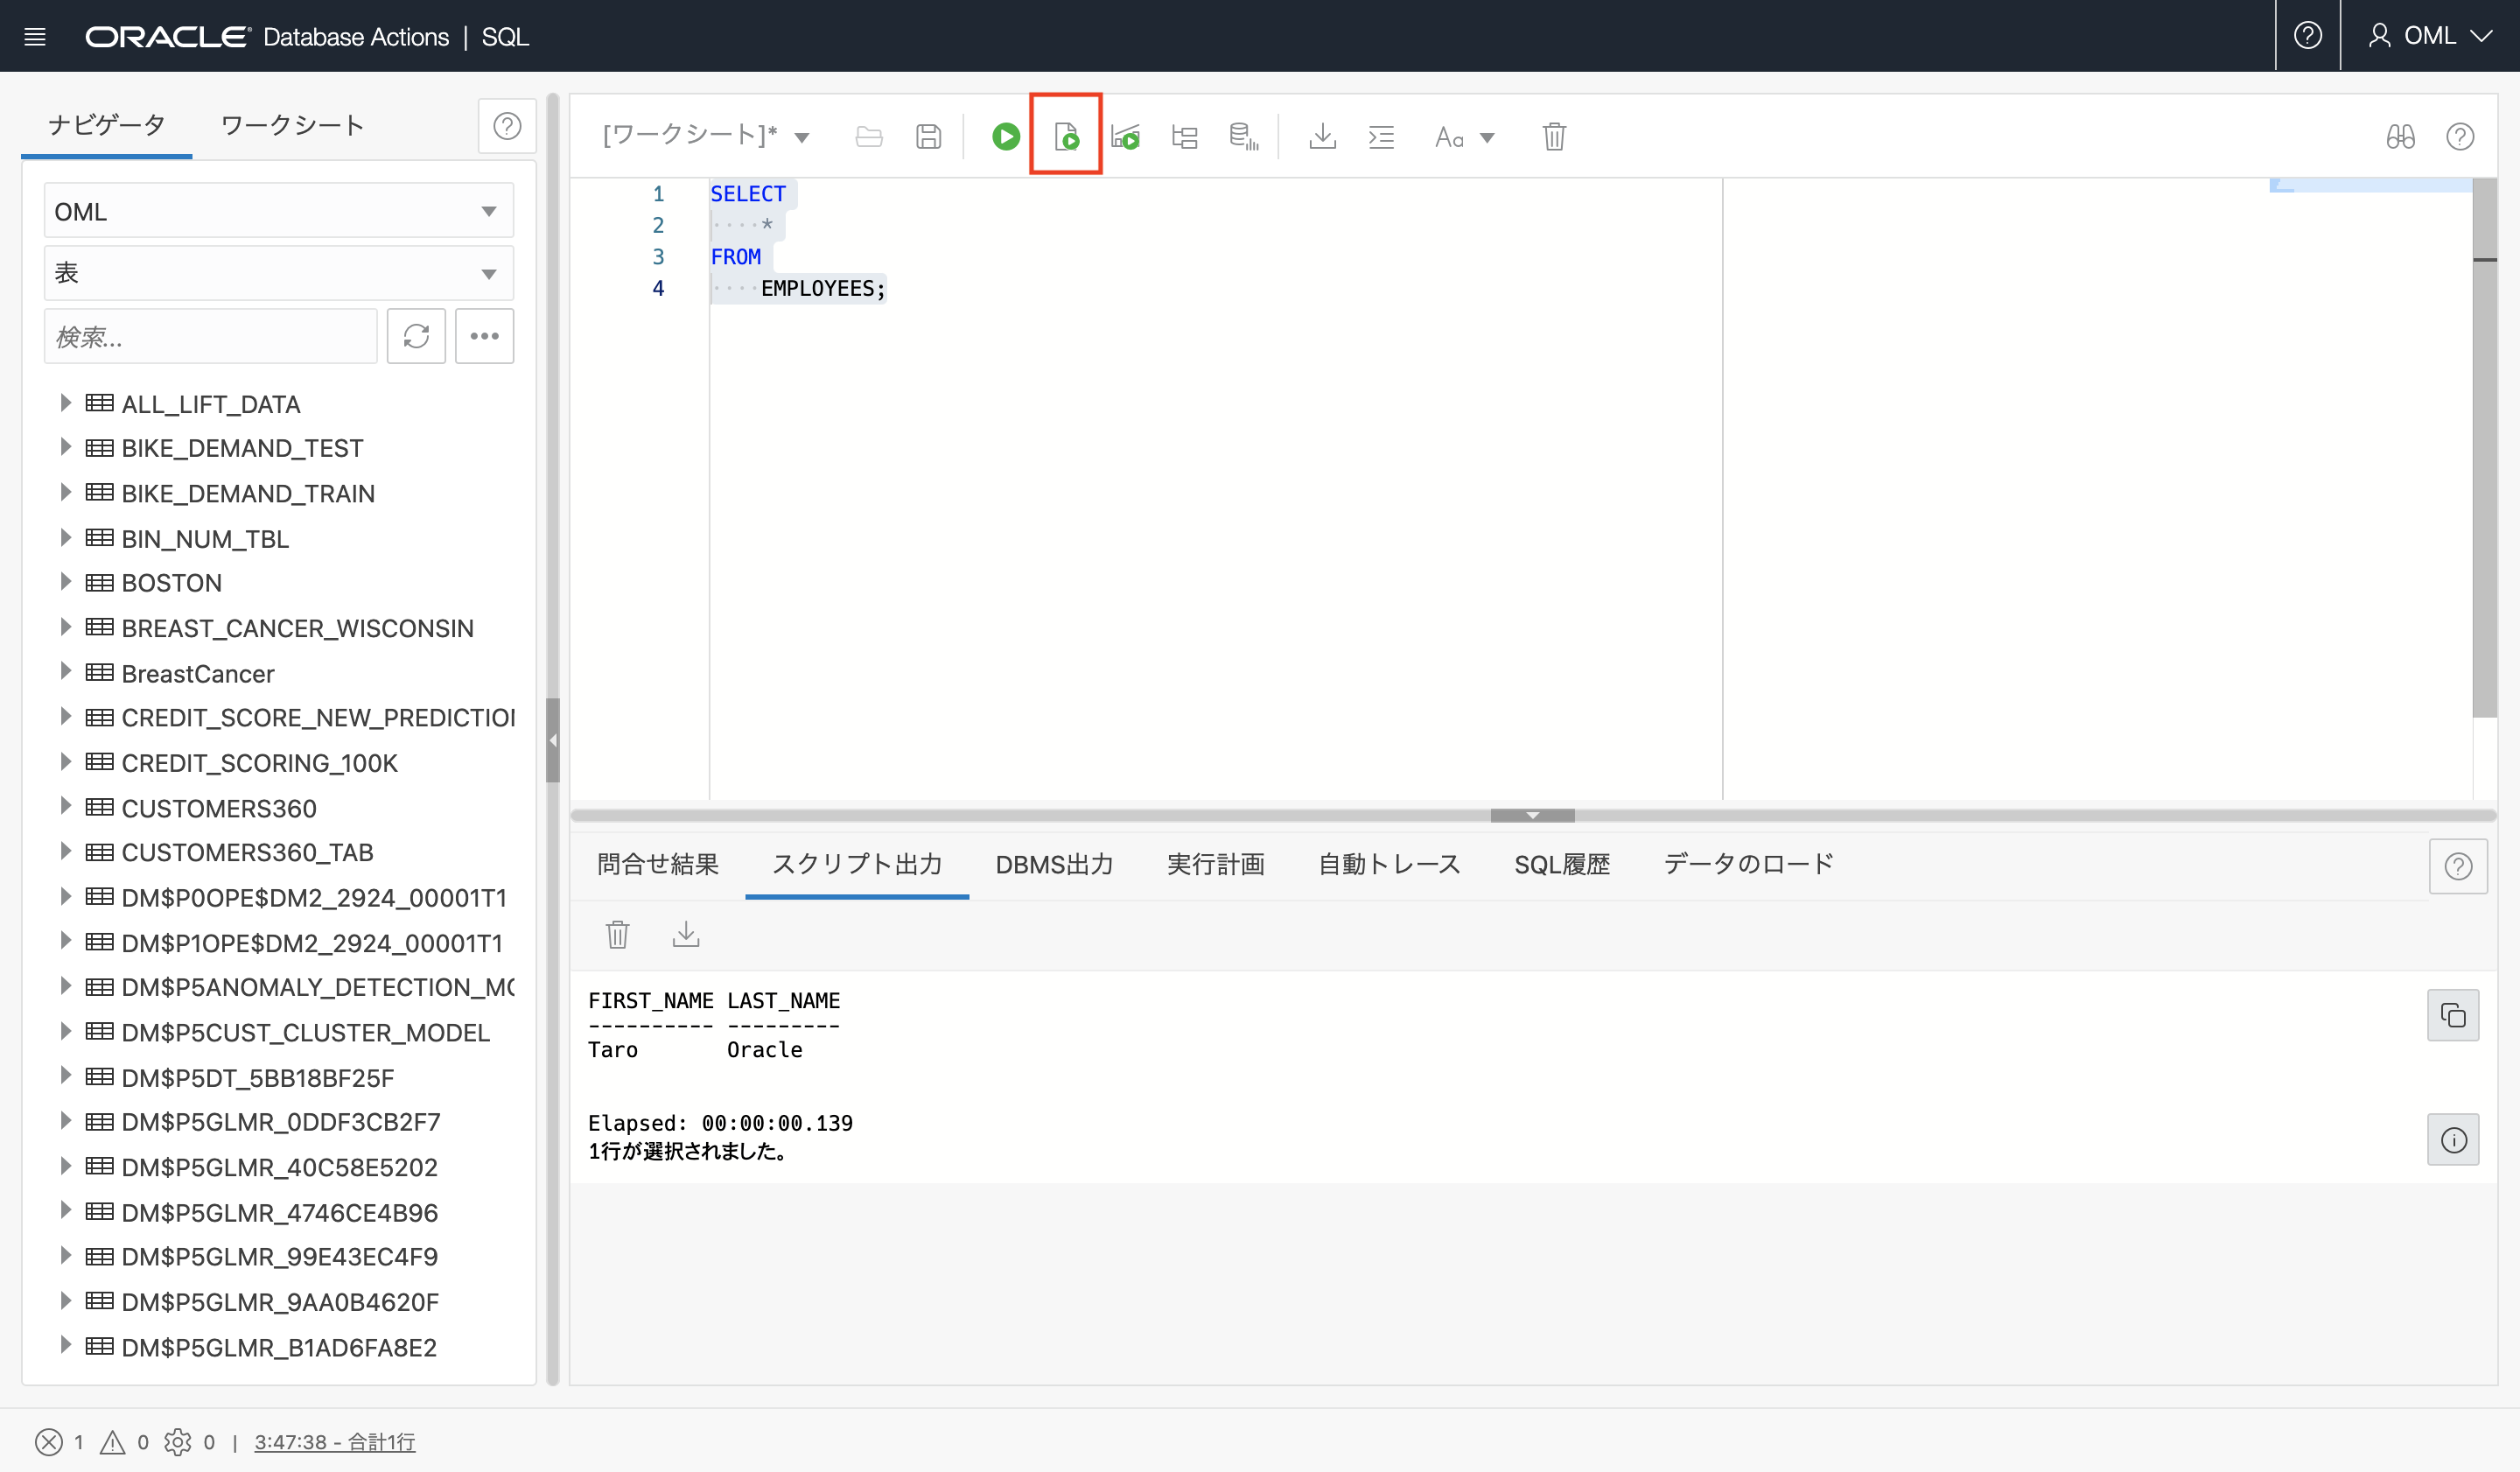 ORACLE Database Actions | SQL
OML
ナビゲータ
ワークシート
OML
表
検索...
ALL_LIFT_DATA
BIKE_DEMAND_TEST
BIKE_DEMAND_TRAIN
BIN_NUM_TBL
BOSTON
BREAST_CANCER_WISCONSIN
BreastCancer
CREDIT_SCORE_NEW_PREDICTIO
CREDIT_SCORING_100K
CUSTOMERS360
CUSTOMERS360_TAB
DM$P0OPE$DM2_2924_00001T1
DM$P1OPE$DM2_2924_00001T1
DM$P5ANOMALY_DETECTION_MO
DM$P5CUST_CLUSTER_MODEL
DM$P5DT_5BB18BF25F
DM$P5GLMR_0DDF3CB2F7
DM$P5GLMR_40C58E5202
DM$P5GLMR_4746CE4B96
DM$P5GLMR_99E43EC4F9
DM$P5GLMR_9AA0B4620F
DM$P5GLMR_B1AD6FA8E2
[ワークシート]*
Aa
1 SELECT
2 ····*
3 FROM
4 ····EMPLOYEES;
問合せ結果 スクリプト出力 DBMS出力 実行計画 自動トレース SQL履歴 データのロード
FIRST_NAME LAST_NAME
---------- ---------
Taro Oracle
Elapsed: 00:00:00.139
1行が選択されました。
1 0 0 | 3:47:38 - 合計1行